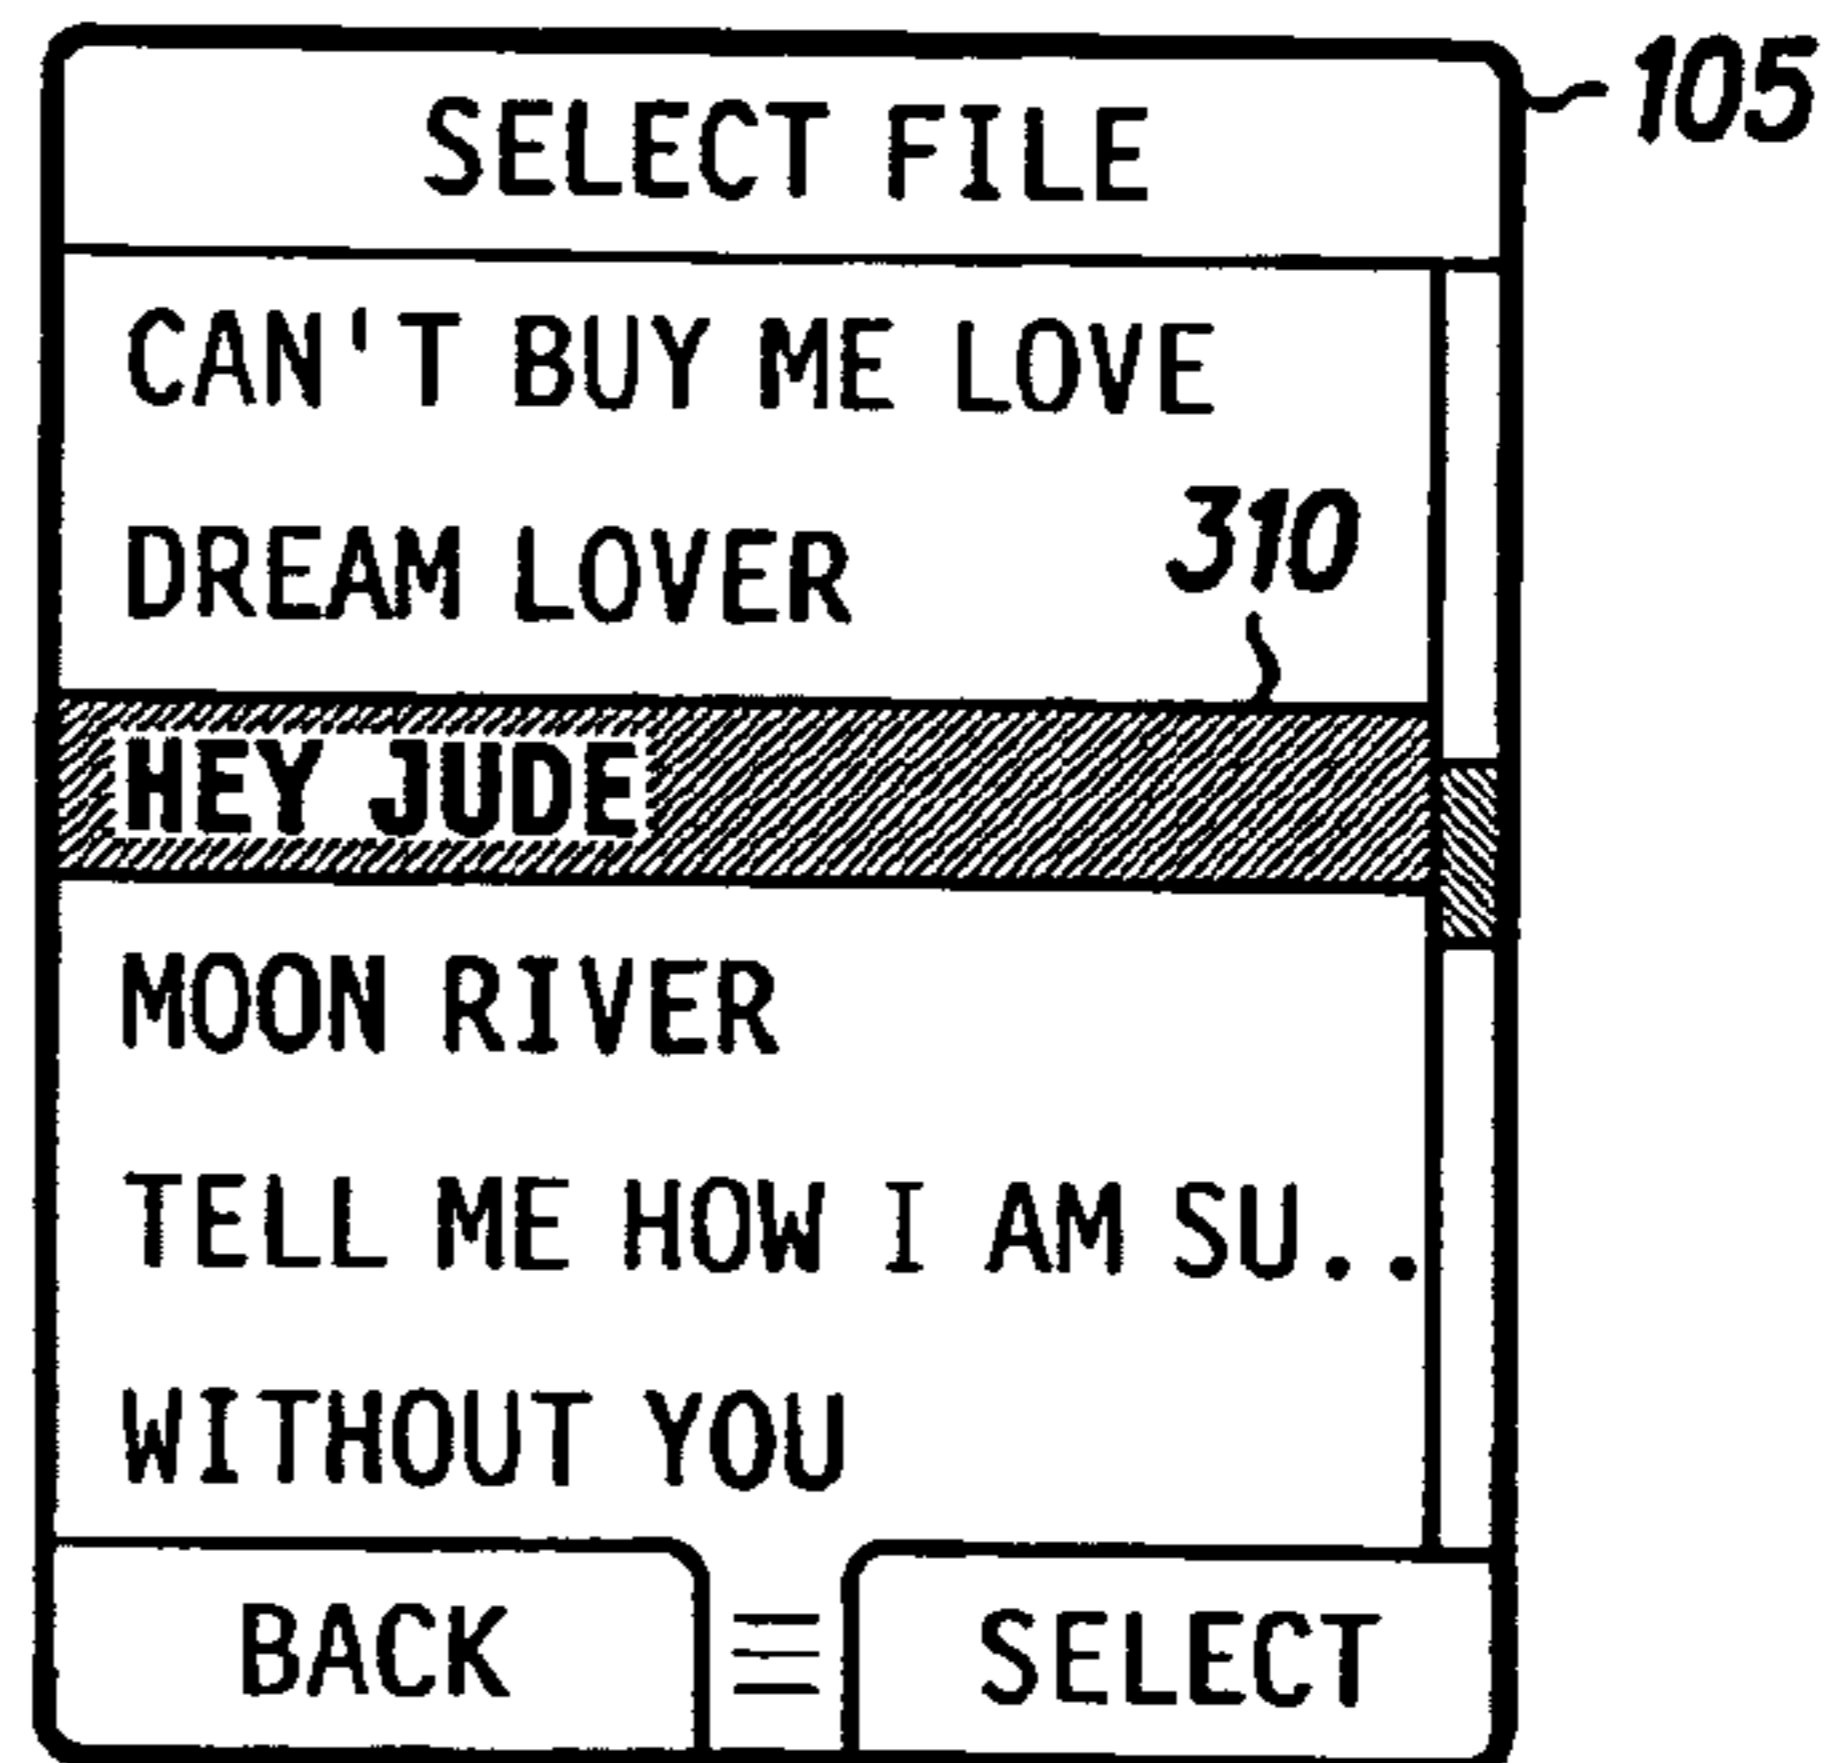 SELECT FILE
105
CAN'T BUY ME LOVE
DREAM LOVER
310
HEY JUDE
MOON RIVER
TELL ME HOW I AM SU..
WITHOUT YOU
BACK
SELECT